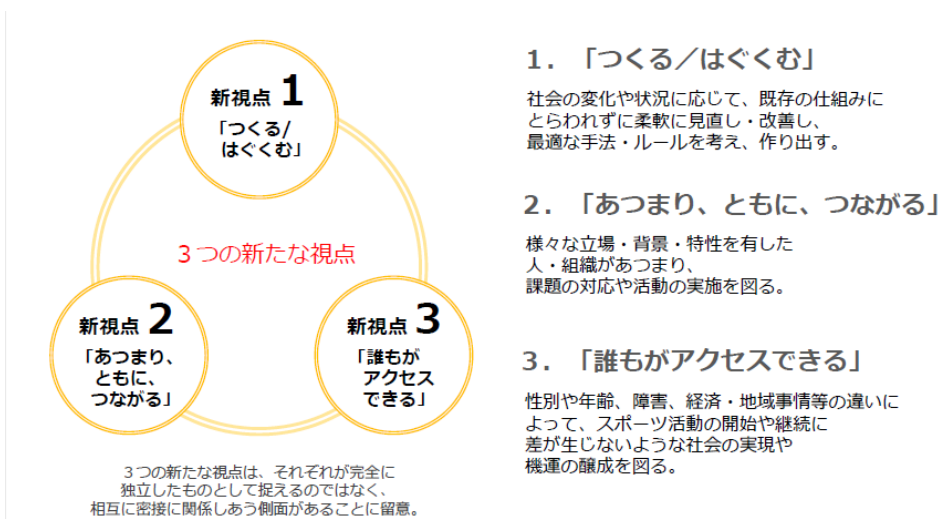 新視点 1
「つくる/
はぐくむ」
3つの新たな視点
新視点 2
「あつまり、
ともに、
つながる」
新視点 3
「誰もが
アクセス
できる」
3つの新たな視点は、それぞれが完全に
独立したものとして捉えるのではなく、
相互に密接に関係しあう側面があることに留意。
1.「つくる／はぐくむ」
社会の変化や状況に応じて、既存の仕組みに
とらわれずに柔軟に見直し・改善し、
最適な手法・ルールを考え、作り出す。
2.「あつまり、ともに、つながる」
様々な立場・背景・特性を有した
人・組織があつまり、
課題の対応や活動の実施を図る。
3.「誰もがアクセスできる」
性別や年齢、障害、経済・地域事情等の違いに
よって、スポーツ活動の開始や継続に
差が生じないような社会の実現や
機運の醸成を図る。